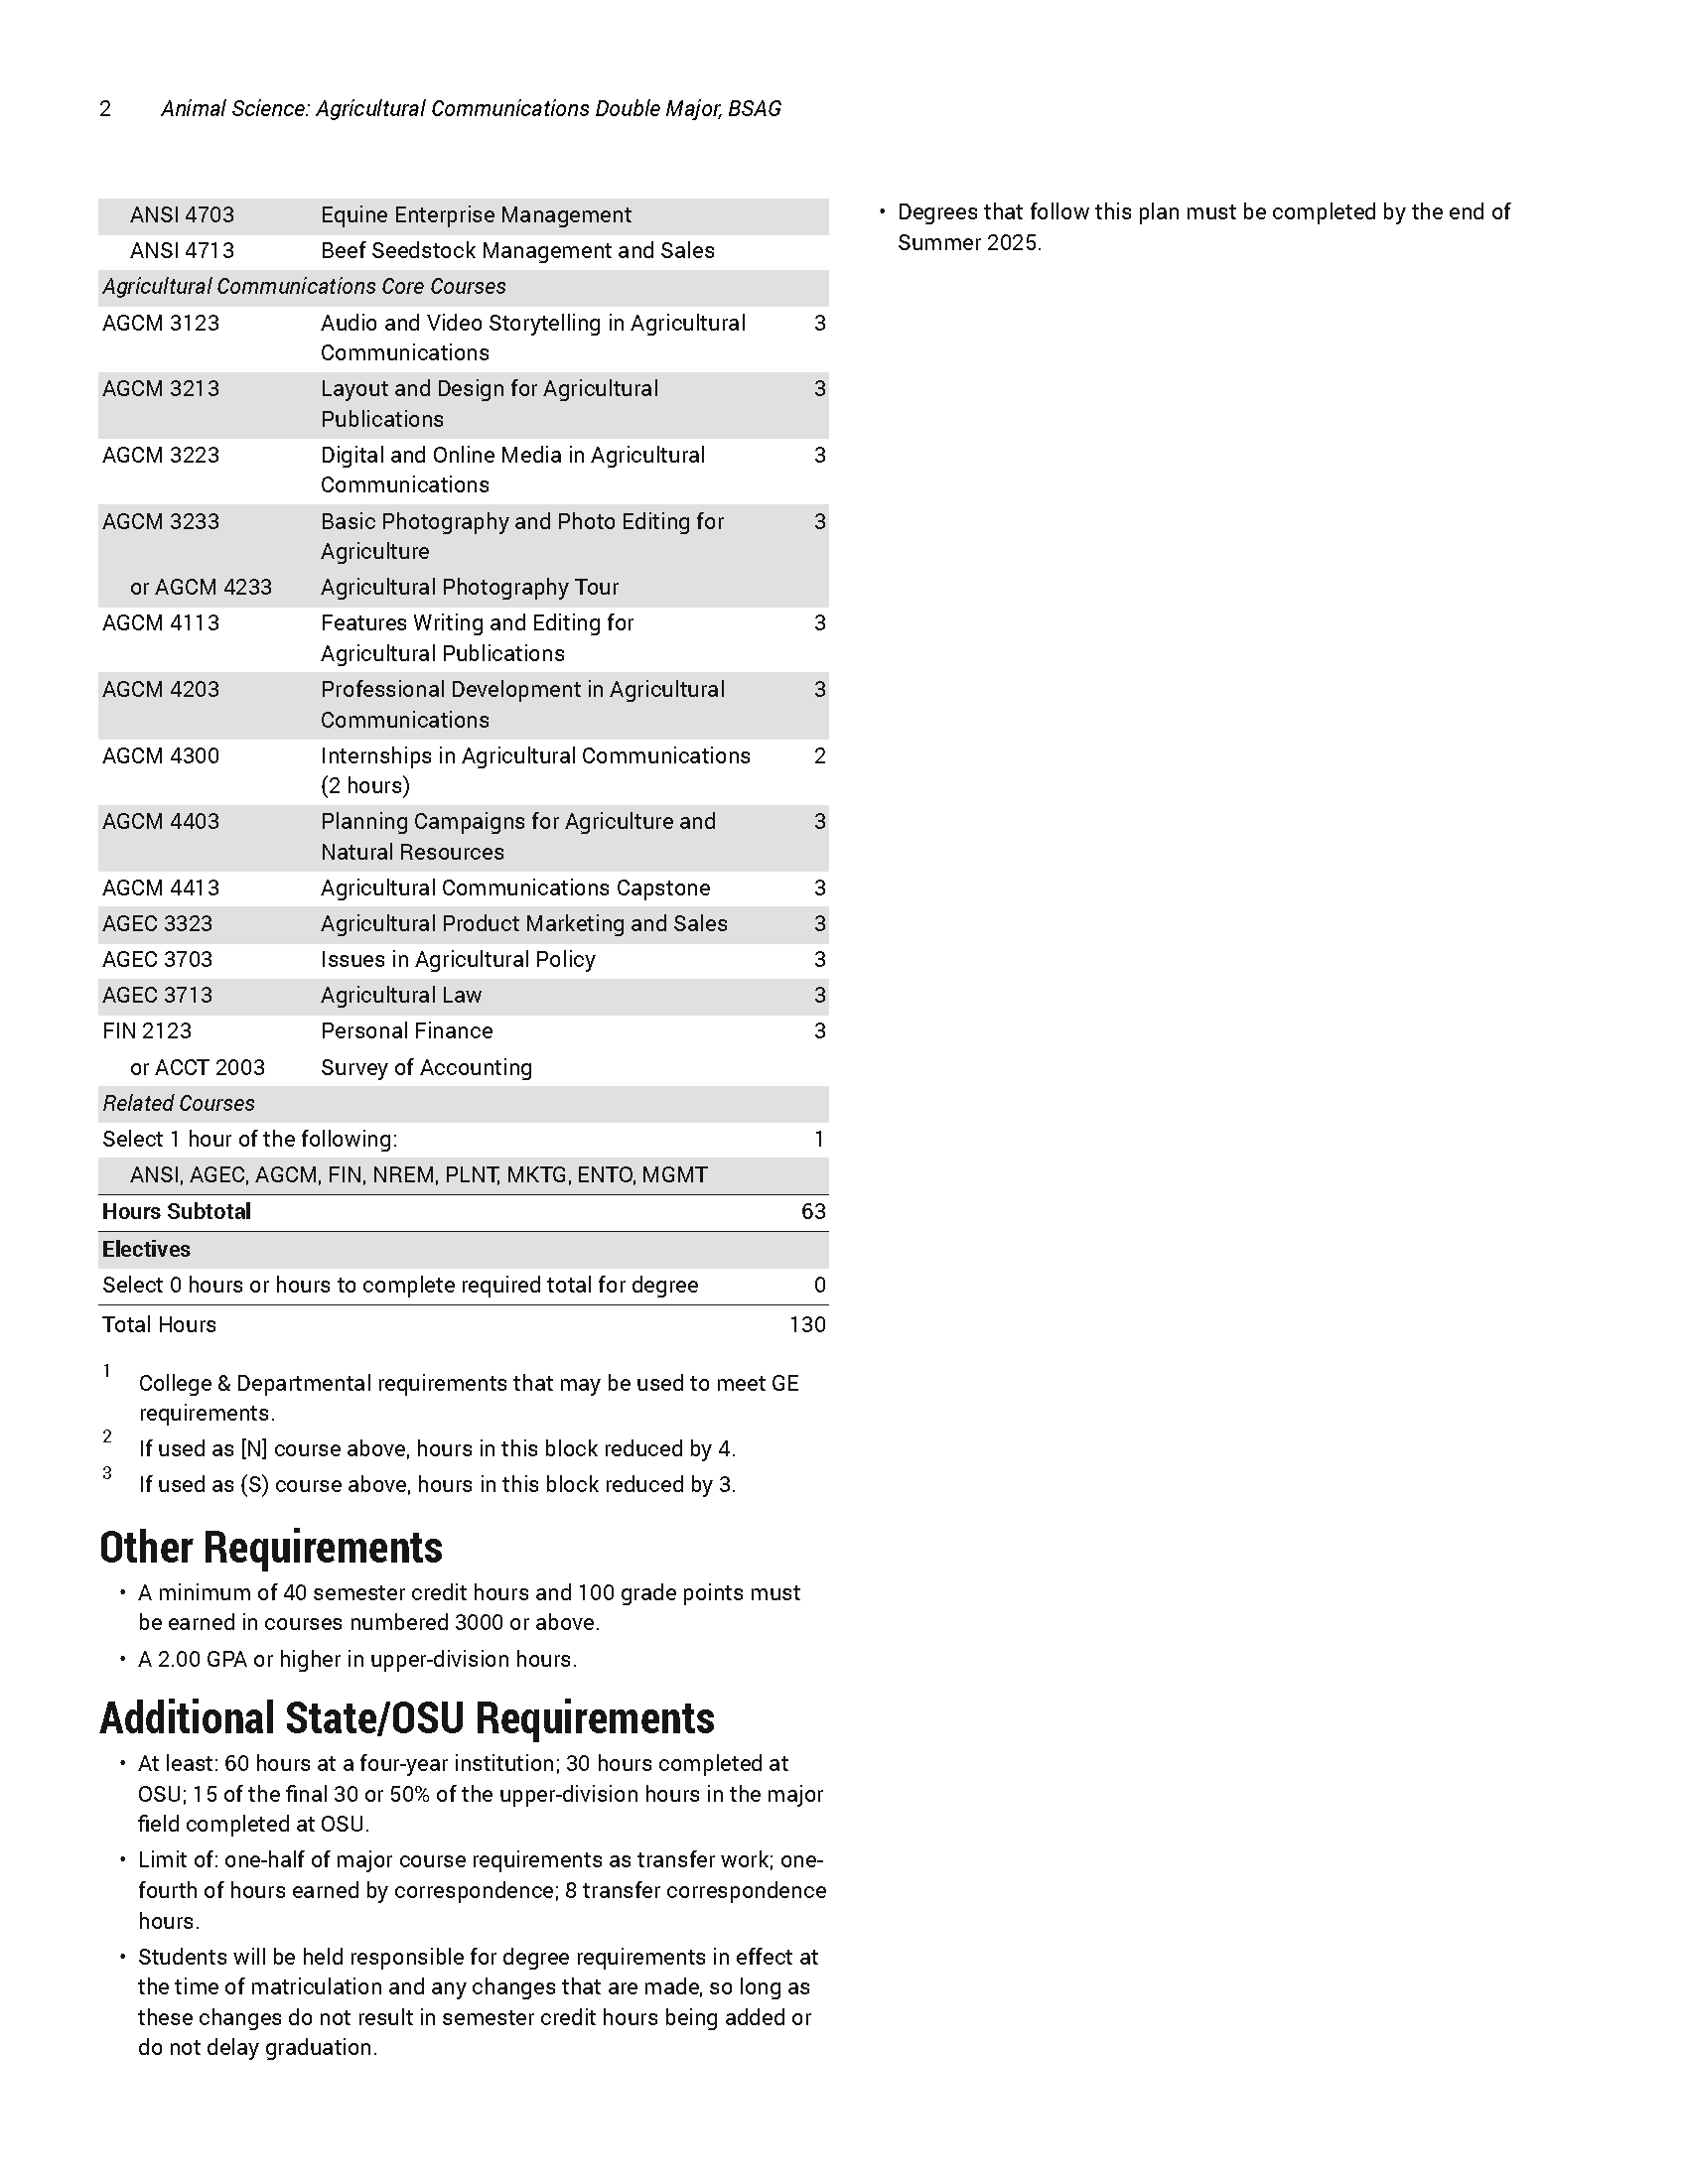 2 Animal Science: Agricultural Communications Double Major, BSAG
ANSI 4703 Equine Enterprise Management
ANSI 4713 Beef Seedstock Management and Sales
Agricultural Communications Core Courses
AGCM 3123 Audio and Video Storytelling in Agricultural 3
Communications
AGCM 3213 Layout and Design for Agricultural 3
Publications
AGCM 3223 Digital and Online Media in Agricultural 3
Communications
AGCM 3233 Basic Photography and Photo Editing for 3
Agriculture
or AGCM 4233 Agricultural Photography Tour
AGCM 4113 Features Writing and Editing for 3
Agricultural Publications
AGCM 4203 Professional Development in Agricultural 3
Communications
AGCM 4300 Internships in Agricultural Communications 2
(2 hours)
AGCM 4403 Planning Campaigns for Agriculture and 3
Natural Resources
AGCM 4413 Agricultural Communications Capstone 3
AGEC 3323 Agricultural Product Marketing and Sales 3
AGEC 3703 Issues in Agricultural Policy 3
AGEC 3713 Agricultural Law 3
FIN 2123 Personal Finance 3
or ACCT 2003 Survey of Accounting
Related Courses
Select 1 hour of the following: 1
ANSI, AGEC, AGCM, FIN, NREM, PLNT, MKTG, ENTO, MGMT
Hours Subtotal 63
Electives
Select 0 hours or hours to complete required total for degree 0
Total Hours 130
1 College & Departmental requirements that may be used to meet GE
requirements.
2 If used as [N] course above, hours in this block reduced by 4.
3 If used as (S) course above, hours in this block reduced by 3.
Other Requirements
• A minimum of 40 semester credit hours and 100 grade points must
be earned in courses numbered 3000 or above.
• A 2.00 GPA or higher in upper-division hours.
Additional State/OSU Requirements
• At least: 60 hours at a four-year institution; 30 hours completed at
OSU; 15 of the final 30 or 50% of the upper-division hours in the major
field completed at OSU.
• Limit of: one-half of major course requirements as transfer work; one-
fourth of hours earned by correspondence; 8 transfer correspondence
hours.
• Students will be held responsible for degree requirements in effect at
the time of matriculation and any changes that are made, so long as
these changes do not result in semester credit hours being added or
do not delay graduation.
• Degrees that follow this plan must be completed by the end of
Summer 2025.